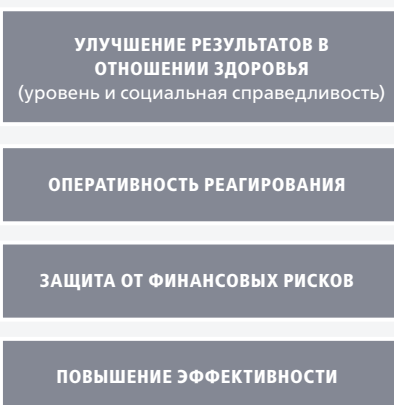 УЛУЧШЕНИЕ РЕЗУЛЬТАТОВ В
ОТНОШЕНИИ ЗДОРОВЬЯ
(уровень и социальная справедливость)
ОПЕРАТИВНОСТЬ РЕАГИРОВАНИЯ
ЗАЩИТА ОТ ФИНАНСОВЫХ РИСКОВ
ПОВЫШЕНИЕ ЭФФЕКТИВНОСТИ